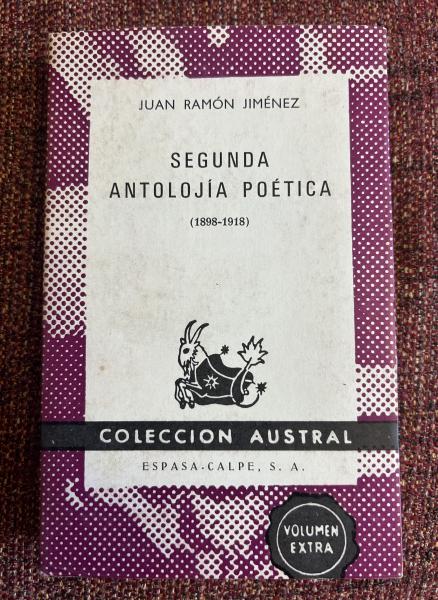 JUAN RAMÓN JIMÉNEZ
SEGUNDA
ANTOLOJÍA POÉTICA
(1898-1918)
COLECCION AUSTRAL
ESPASA-CALPE, S. A.
VOLUMEN
EXTRA